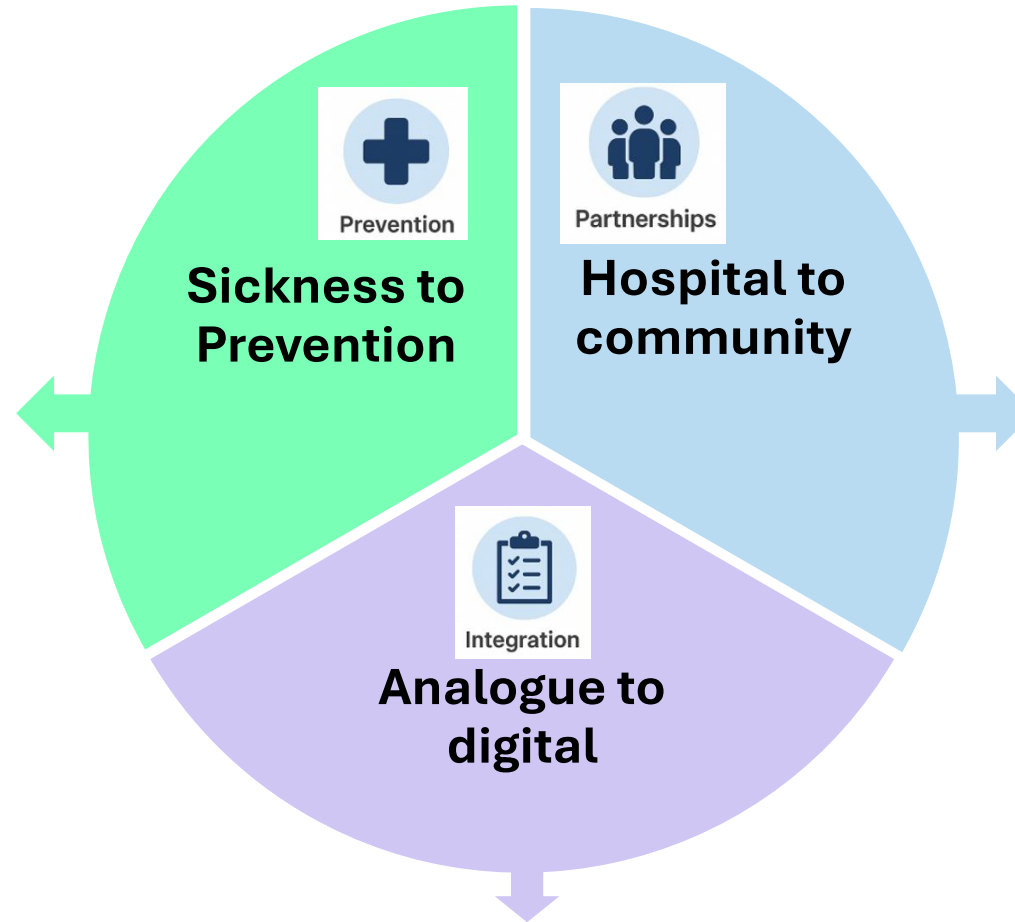 Prevention
Sickness to
Prevention
Partnerships
Hospital to
community
Integration
Analogue to
digital